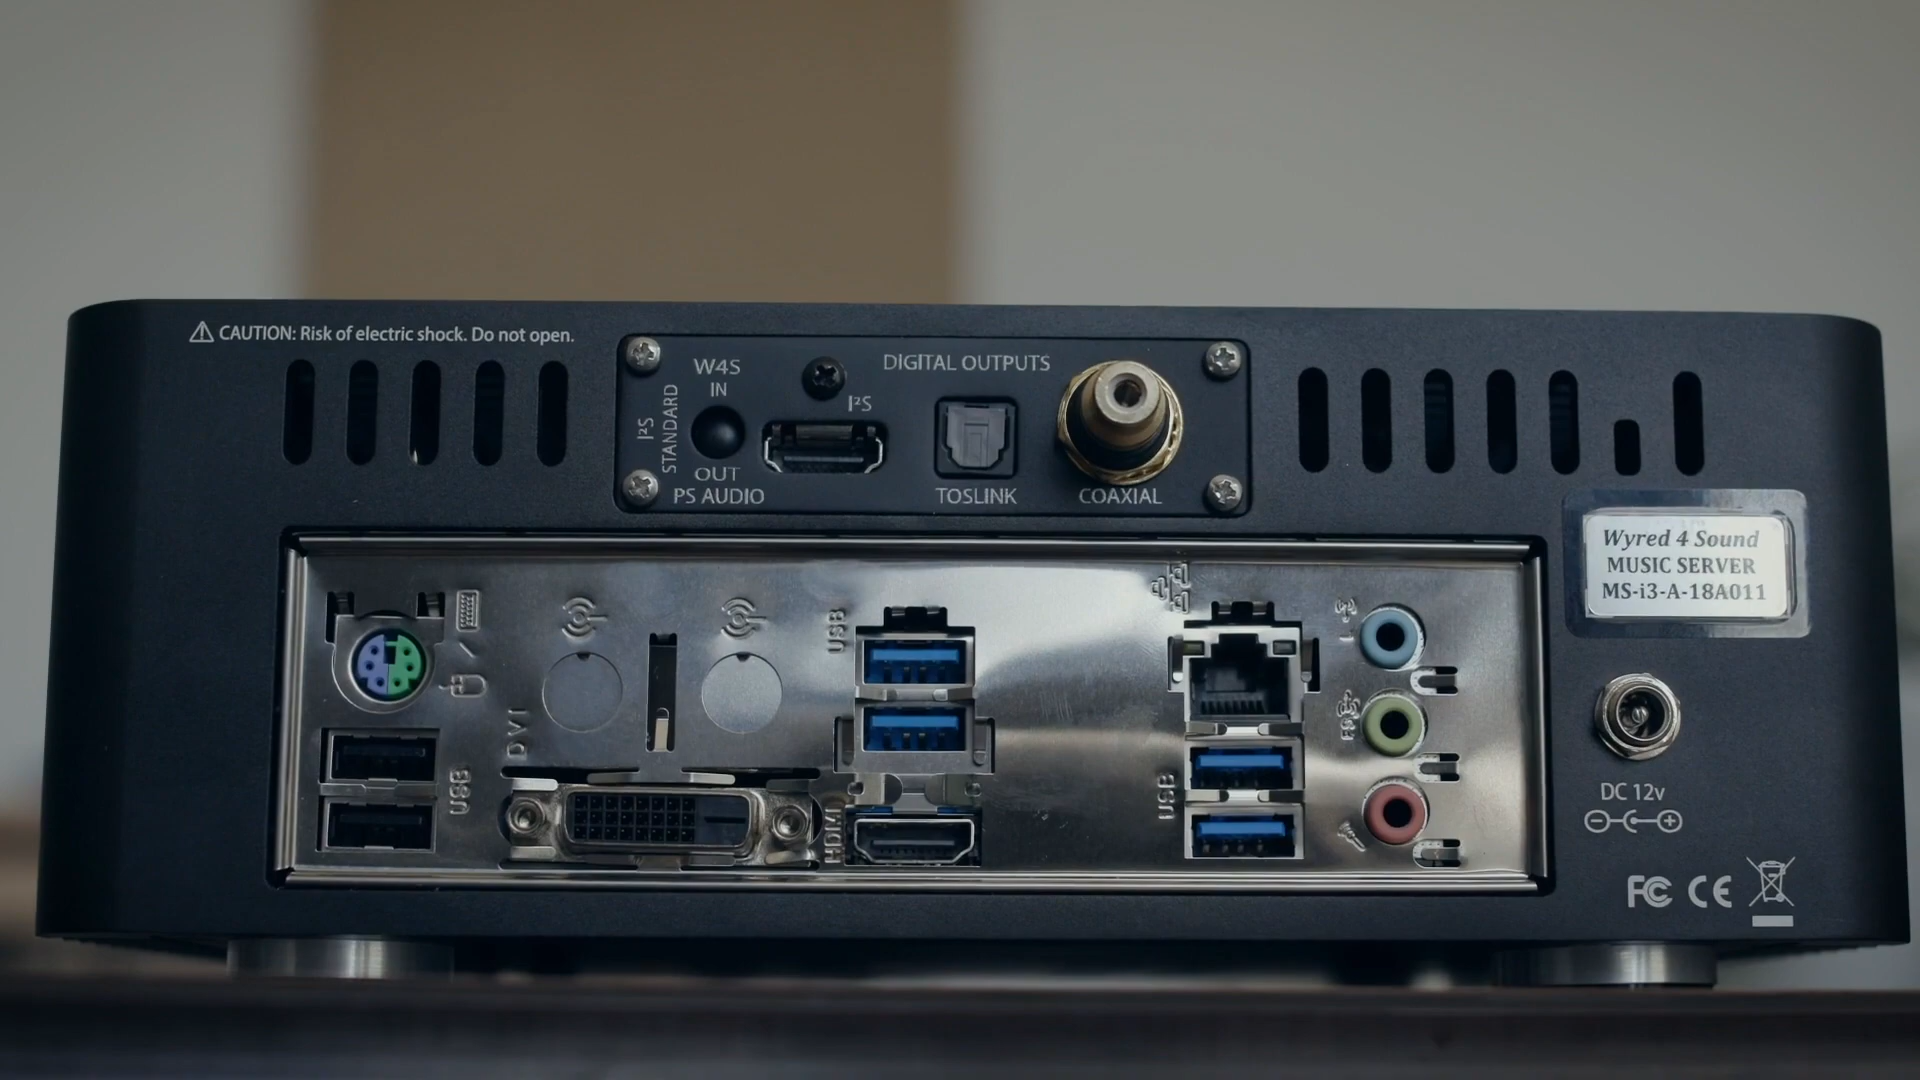 CAUTION: Risk of electric shock. Do not open.
W4S
IN
I²S
STANDARD
OUT
PS AUDIO
I²S
DIGITAL OUTPUTS
TOSLINK
COAXIAL
Wyred 4 Sound
MUSIC SERVER
MS-i3-A-18A011
USB
DVI
USB
HDMI
USB
DC 12v
FC CE